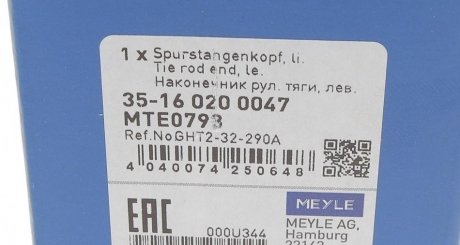 1 x Spurstangenkopf, li.
Tie rod end, le.
Наконечник рул. тяги, лев.
35-16 020 0047
MTE0793
Ref.NoGHT2-32-290A
4 040074 250648
EAC
000U344
MEYLE
MEYLE AG,
Hamburg